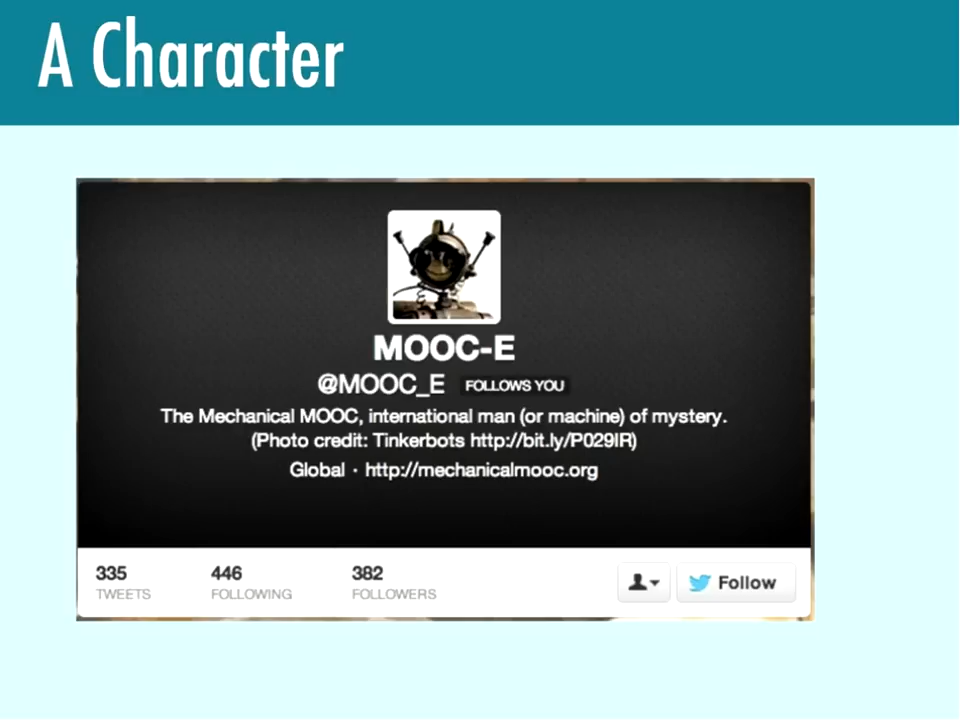 A Character
MOOC-E
@MOOC_E FOLLOWS YOU
The Mechanical MOOC, international man (or machine) of mystery.
(Photo credit: Tinkerbots http://bit.ly/P029IR)
Global · http://mechanicalmooc.org
335 446 382
TWEETS FOLLOWING FOLLOWERS
Follow